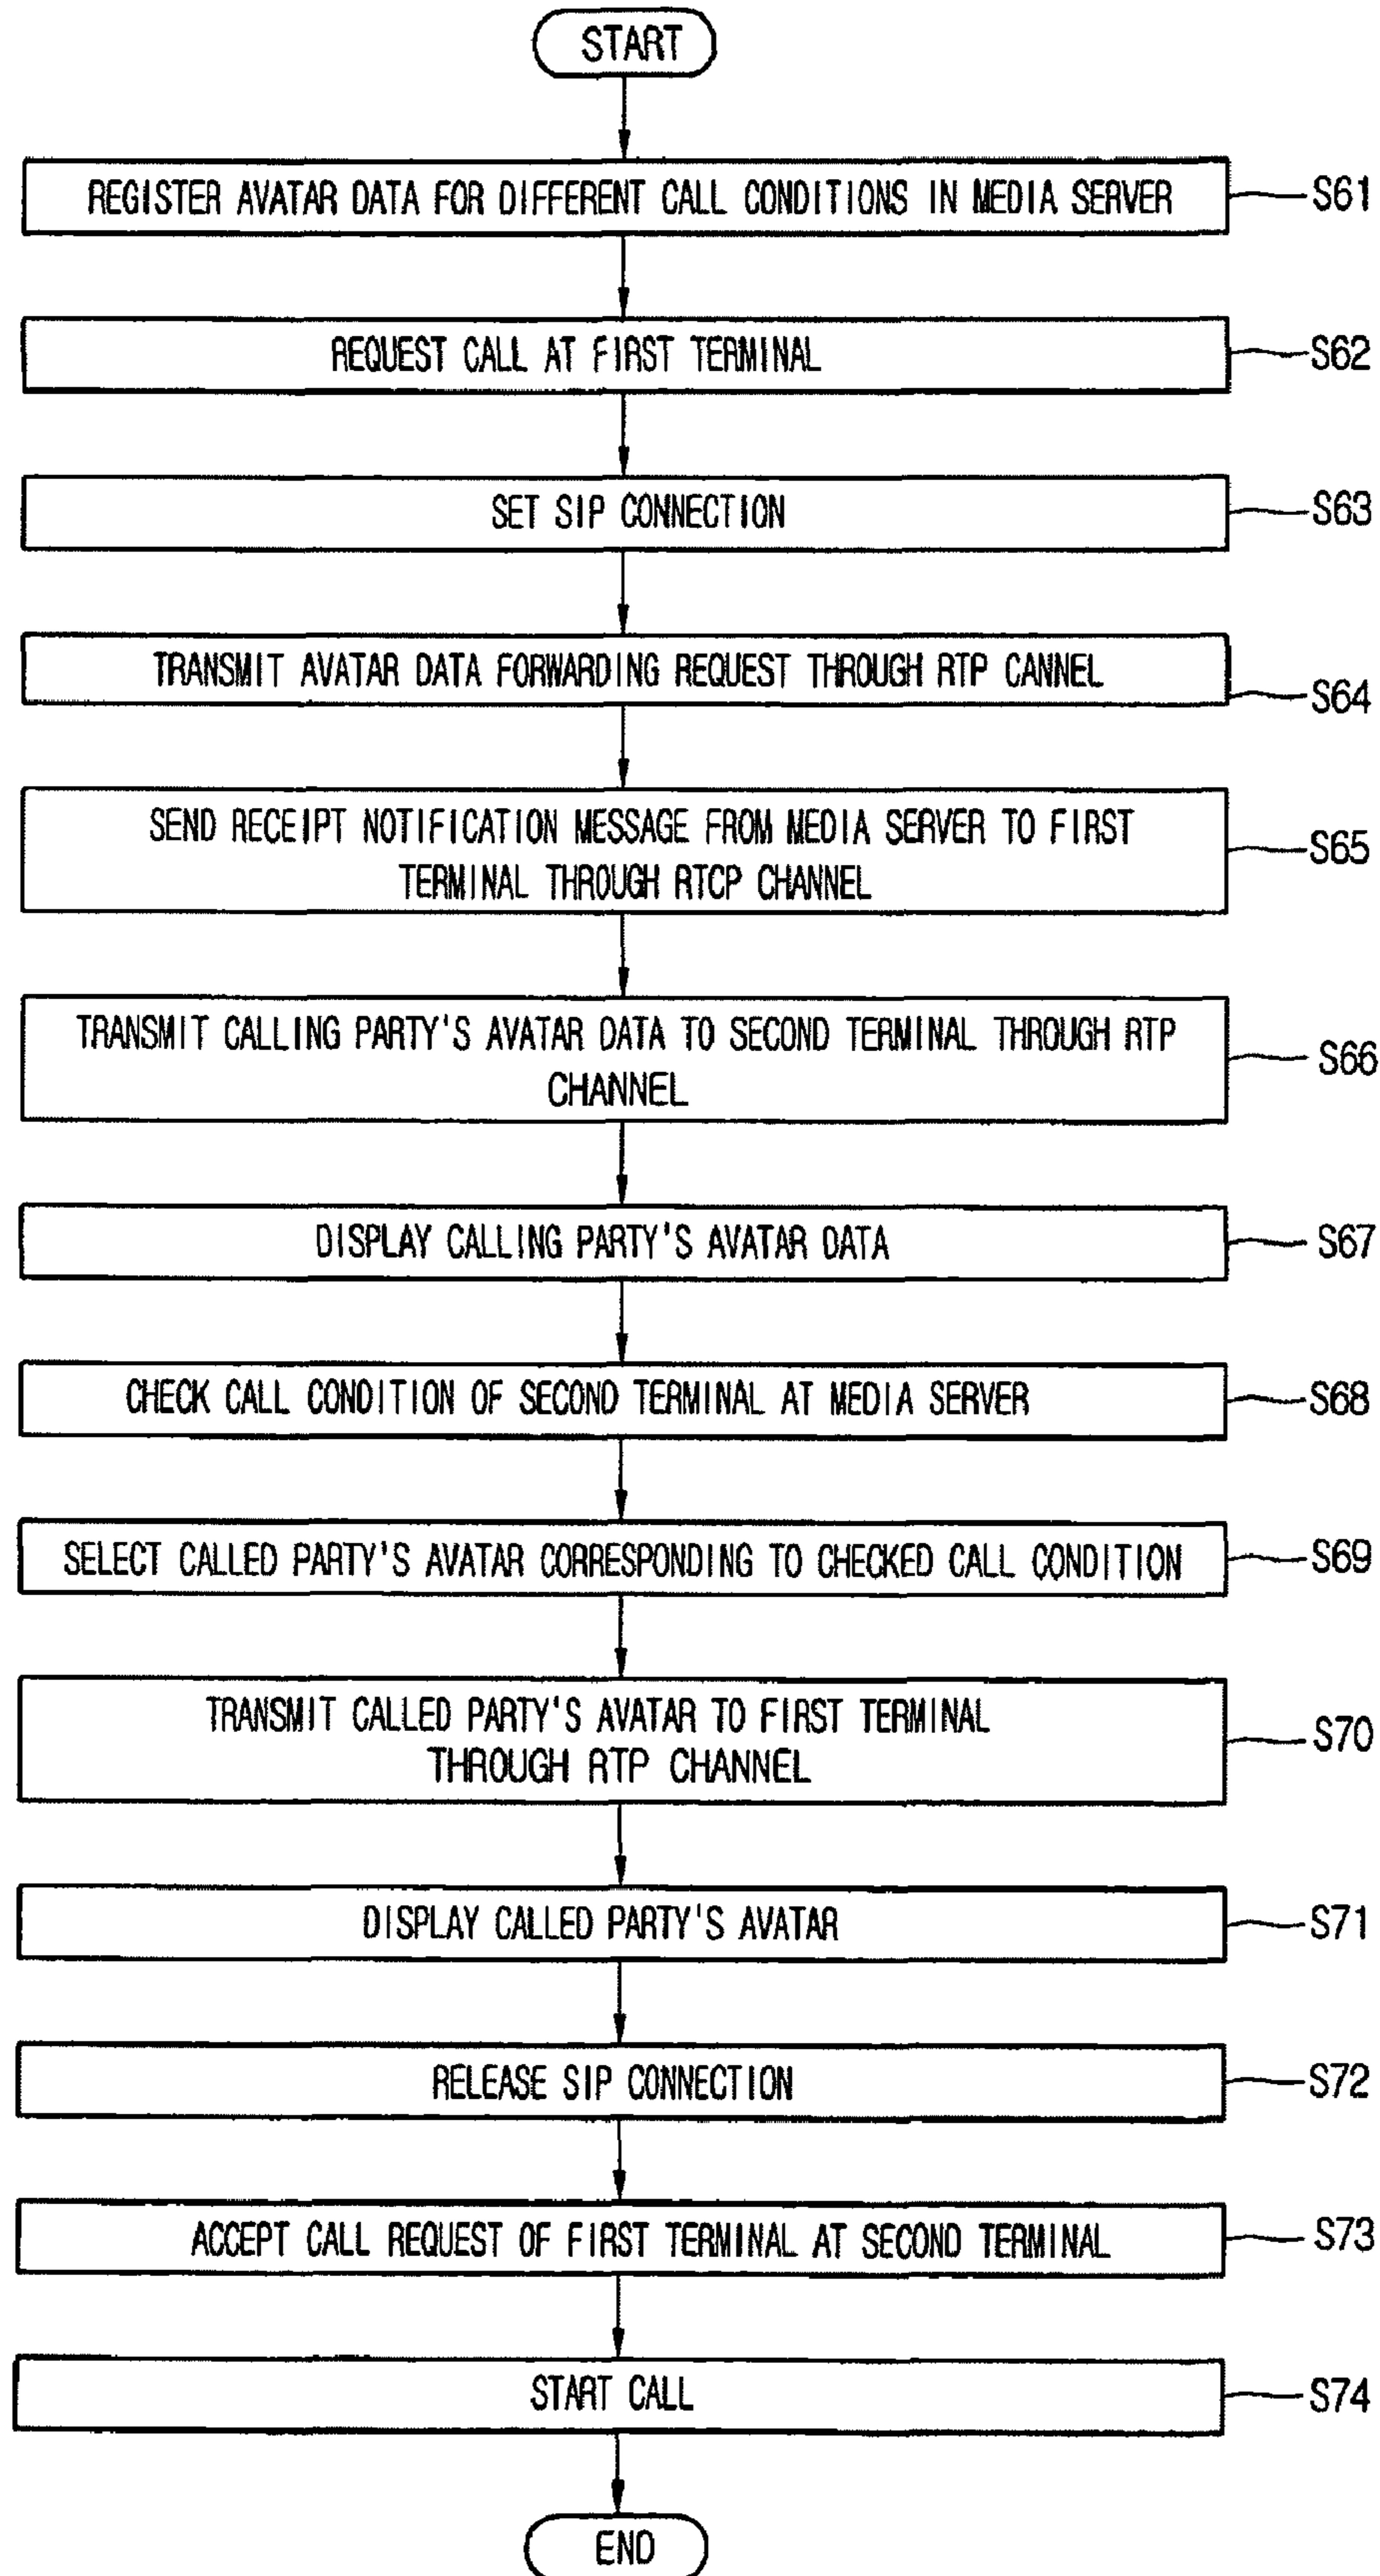 START
REGISTER AVATAR DATA FOR DIFFERENT CALL CONDITIONS IN MEDIA SERVER
S61
REQUEST CALL AT FIRST TERMINAL
S62
SET SIP CONNECTION
S63
TRANSMIT AVATAR DATA FORWARDING REQUEST THROUGH RTP CANNEL
S64
SEND RECEIPT NOTIFICATION MESSAGE FROM MEDIA SERVER TO FIRST
TERMINAL THROUGH RTCP CHANNEL
S65
TRANSMIT CALLING PARTY'S AVATAR DATA TO SECOND TERMINAL THROUGH RTP
CHANNEL
S66
DISPLAY CALLING PARTY'S AVATAR DATA
S67
CHECK CALL CONDITION OF SECOND TERMINAL AT MEDIA SERVER
S68
SELECT CALLED PARTY'S AVATAR CORRESPONDING TO CHECKED CALL CONDITION
S69
TRANSMIT CALLED PARTY'S AVATAR TO FIRST TERMINAL
THROUGH RTP CHANNEL
S70
DISPLAY CALLED PARTY'S AVATAR
S71
RELEASE SIP CONNECTION
S72
ACCEPT CALL REQUEST OF FIRST TERMINAL AT SECOND TERMINAL
S73
START CALL
S74
END